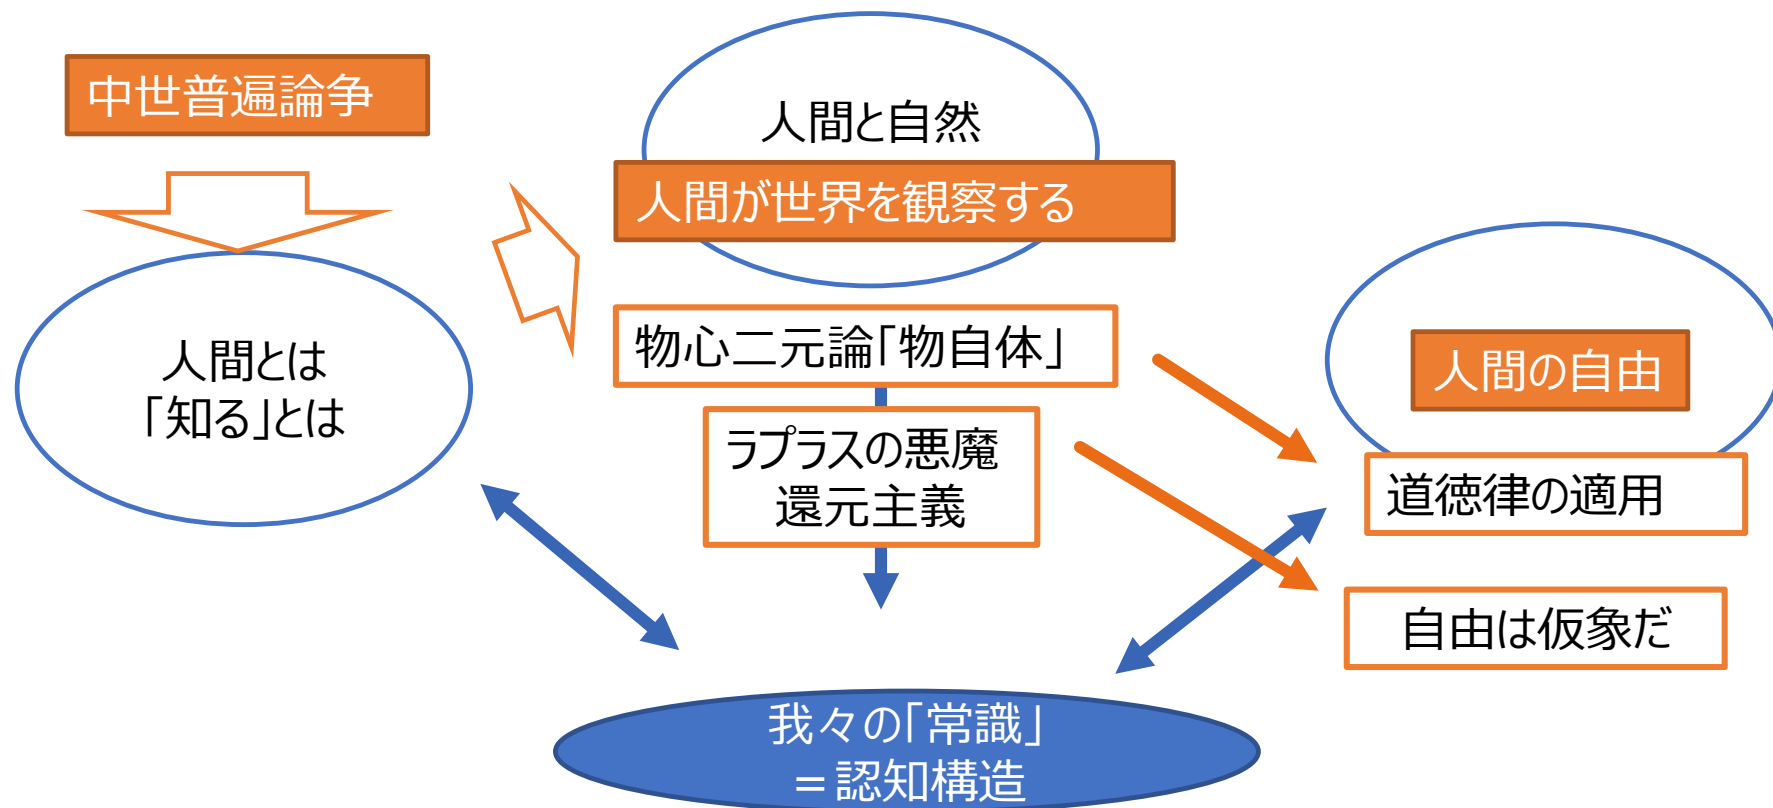 中世普遍論争
人間と自然
人間が世界を観察する
人間とは
「知る」とは
物心二元論「物自体」
ラプラスの悪魔
還元主義
人間の自由
道徳律の適用
自由は仮象だ
我々の「常識」
＝認知構造